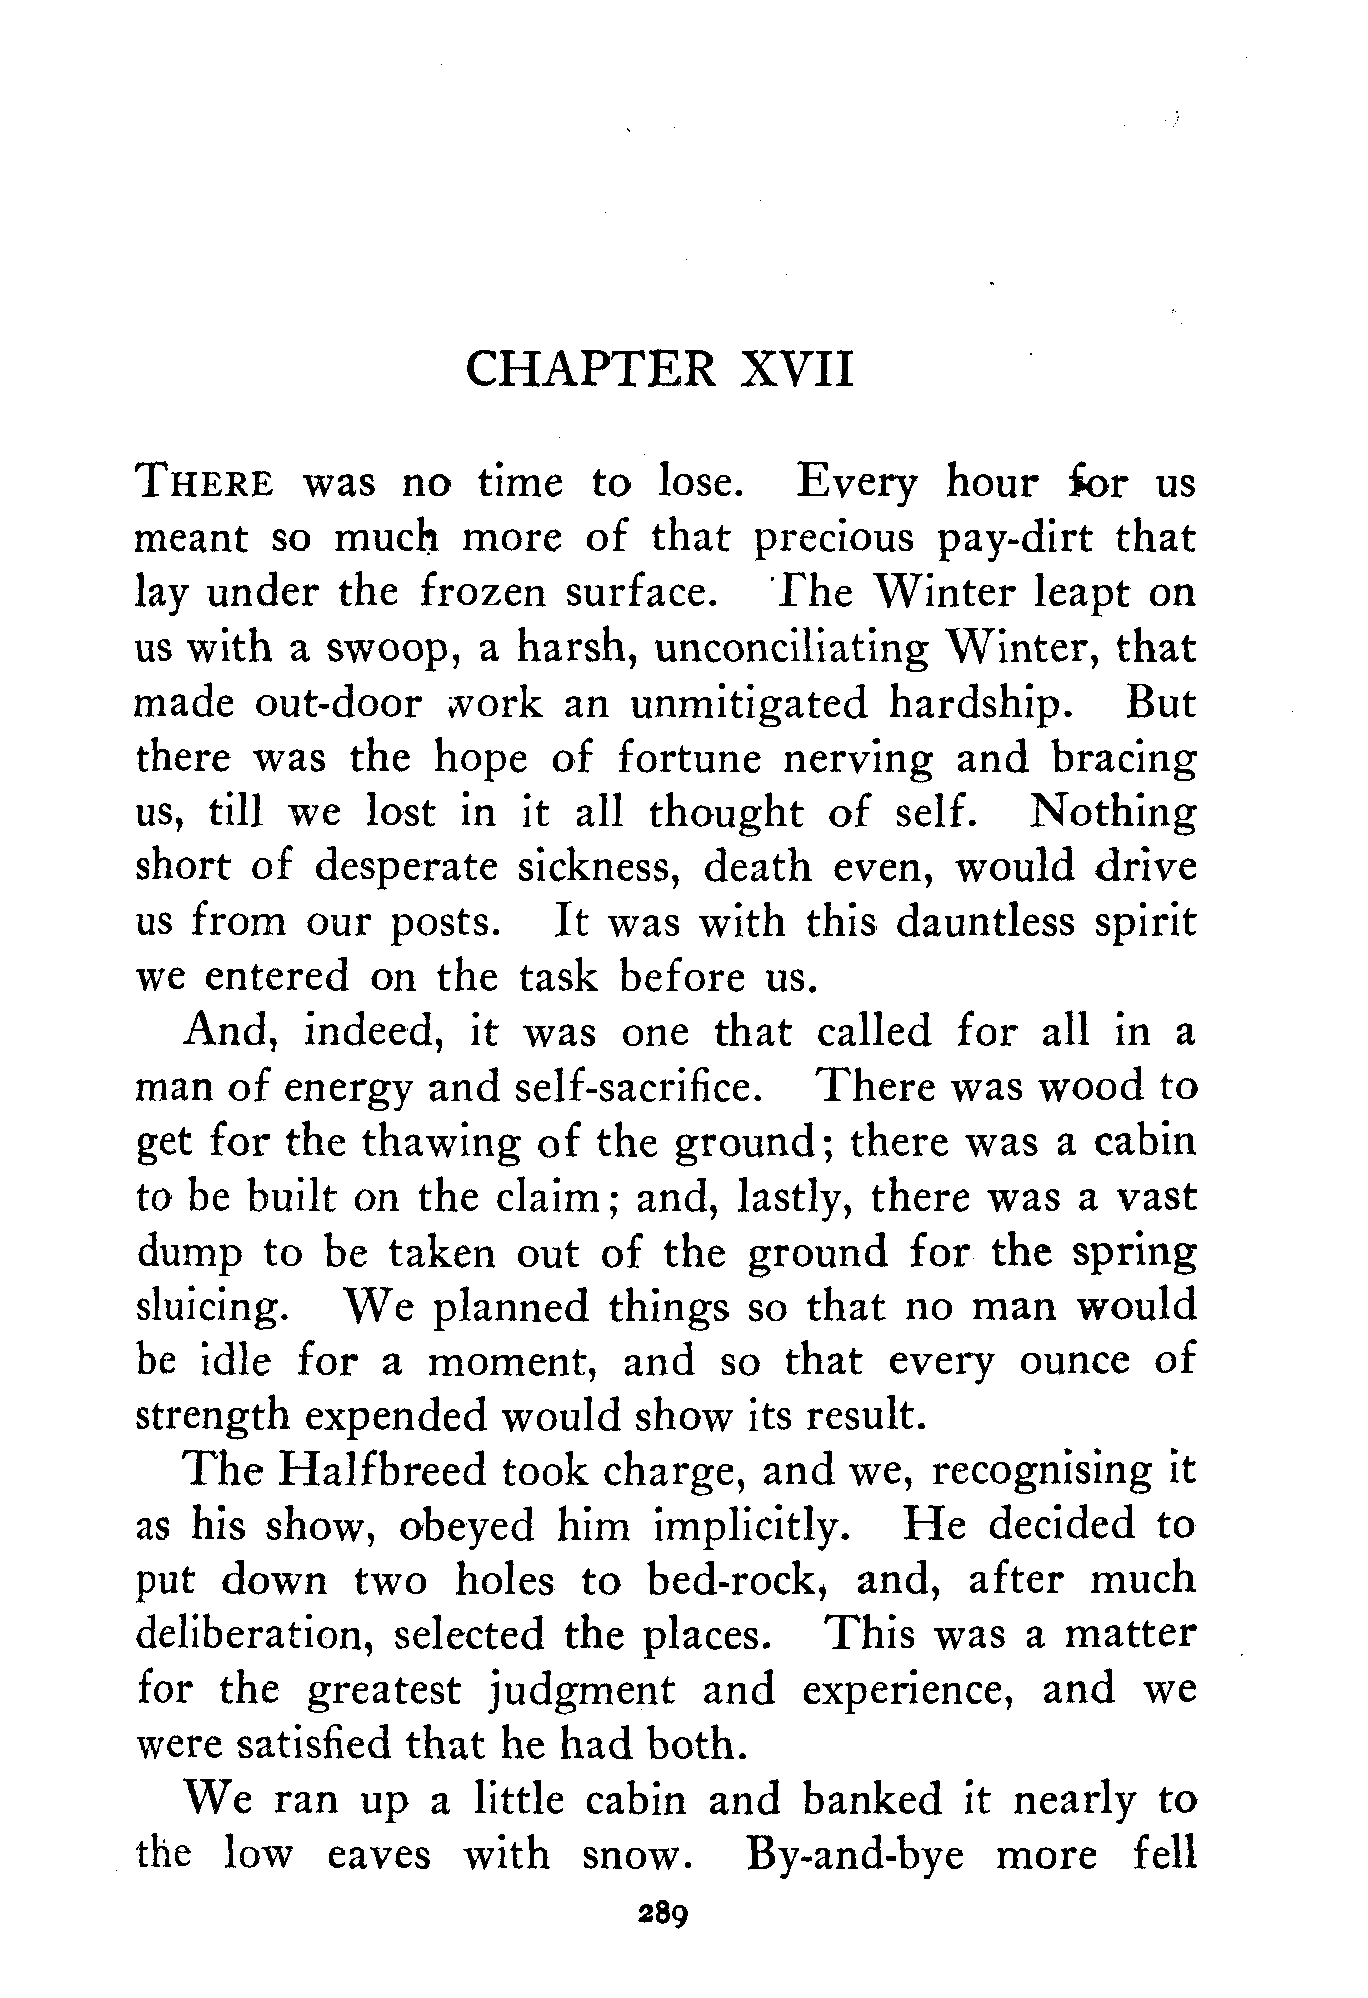 CHAPTER XVII
THERE was no time to lose. Every hour for us
meant so much more of that precious pay-dirt that
lay under the frozen surface. The Winter leapt on
us with a swoop, a harsh, unconciliating Winter, that
made out-door work an unmitigated hardship. But
there was the hope of fortune nerving and bracing
us, till we lost in it all thought of self. Nothing
short of desperate sickness, death even, would drive
us from our posts. It was with this dauntless spirit
we entered on the task before us.
And, indeed, it was one that called for all in a
man of energy and self-sacrifice. There was wood to
get for the thawing of the ground; there was a cabin
to be built on the claim; and, lastly, there was a vast
dump to be taken out of the ground for the spring
sluicing. We planned things so that no man would
be idle for a moment, and so that every ounce of
strength expended would show its result.
The Halfbreed took charge, and we, recognising it
as his show, obeyed him implicitly. He decided to
put down two holes to bed-rock, and, after much
deliberation, selected the places. This was a matter
for the greatest judgment and experience, and we
were satisfied that he had both.
We ran up a little cabin and banked it nearly to
the low eaves with snow. By-and-bye more fell
289